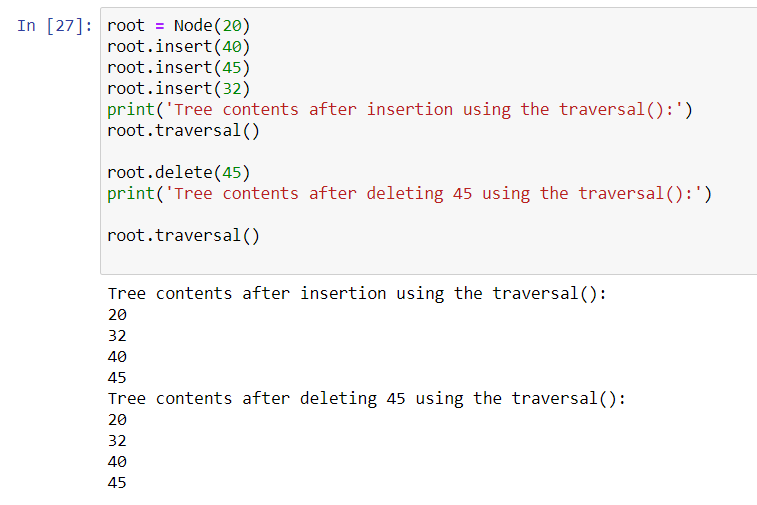 In [27]: root = Node(20)
root.insert(40)
root.insert(45)
root.insert(32)
print('Tree contents after insertion using the traversal():')
root.traversal()
root.delete(45)
print('Tree contents after deleting 45 using the traversal():')
root.traversal()
Tree contents after insertion using the traversal():
20
32
40
45
Tree contents after deleting 45 using the traversal():
20
32
40
45